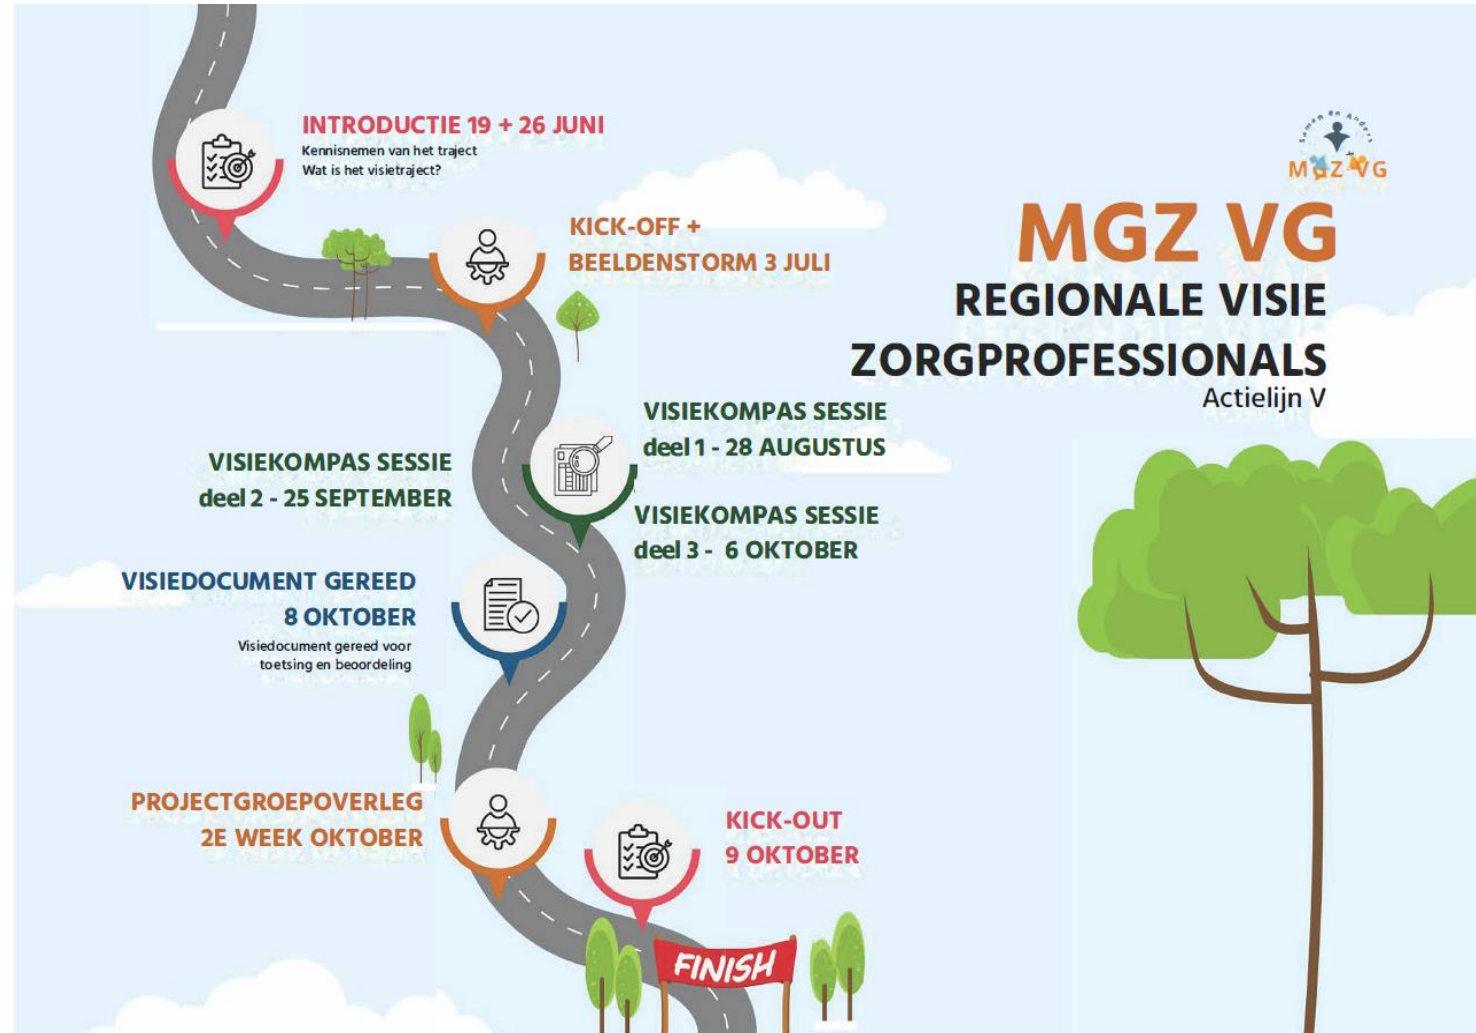 INTRODUCTIE 19 + 26 JUNI
Kennisnemen van het traject
Wat is het visietraject?
KICK-OFF +
BEELDENSTORM 3 JULI
Samen en Anders
MGZ VG
MGZ VG
REGIONALE VISIE
ZORGPROFESSIONALS
Actielijn V
VISIEKOMPAS SESSIE
deel 1 - 28 AUGUSTUS
VISIEKOMPAS SESSIE
deel 2 - 25 SEPTEMBER
VISIEKOMPAS SESSIE
deel 3 - 6 OKTOBER
VISIEDOCUMENT GEREED
8 OKTOBER
Visiedocument gereed voor
toetsing en beoordeling
PROJECTGROEPOVERLEG
2E WEEK OKTOBER
KICK-OUT
9 OKTOBER
FINISH